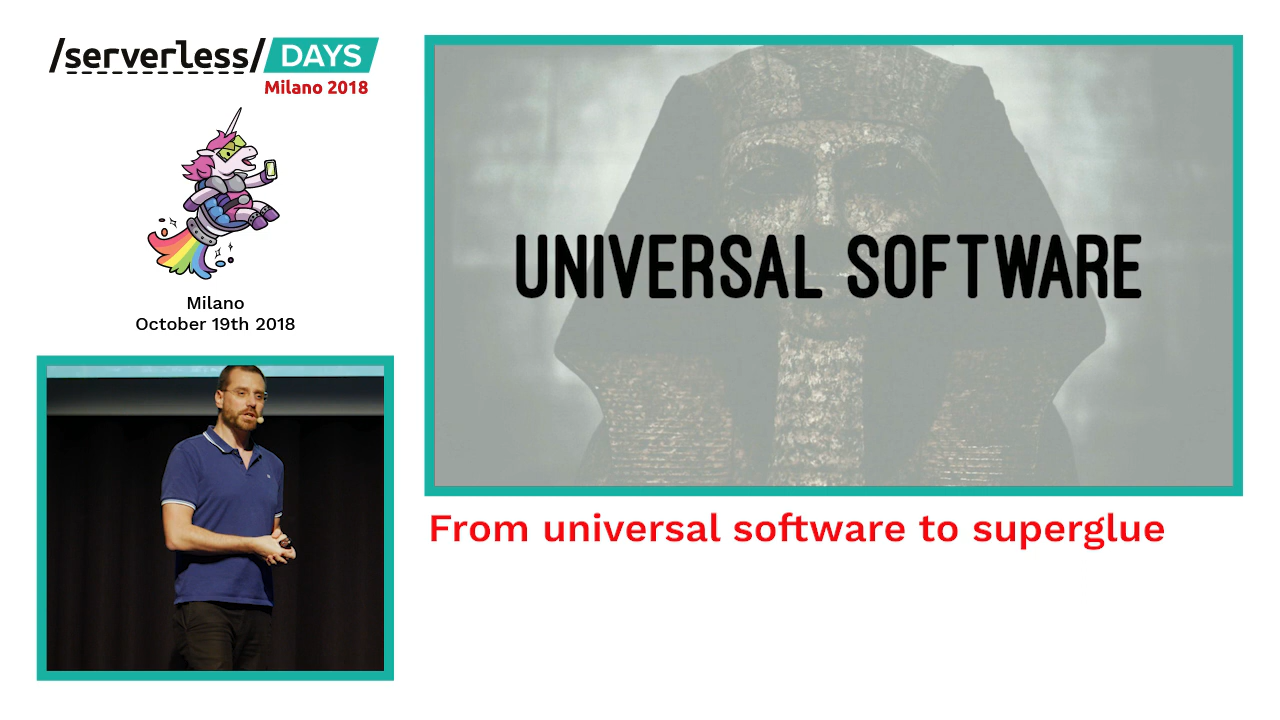 /serverless/ DAYS
Milano 2018
Milano
October 19th 2018
UNIVERSAL SOFTWARE
From universal software to superglue